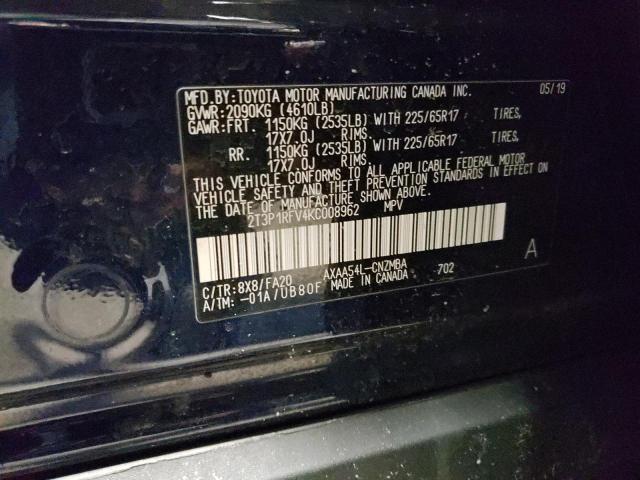 MFD.BY:TOYOTA MOTOR MANUFACTURING CANADA INC. 05/19
GVWR:2090KG (4610LB)
GAWR:FRT. 1150KG (2535LB) WITH 225/65R17 TIRES,
17X7.0J RIMS.
RR. 1150KG (2535LB) WITH 225/65R17 TIRES,
17X7.0J RIMS.
THIS VEHICLE CONFORMS TO ALL APPLICABLE FEDERAL MOTOR
VEHICLE SAFETY AND THEFT PREVENTION STANDARDS IN EFFECT ON
THE DATE OF MANUFACTURE SHOWN ABOVE.
2T3P1RFV4KC008962 MPV
A
C/TR:8X8/FA20 AXAA54L-CNZMBA 702
A/TM:-01A/UB80F MADE IN CANADA